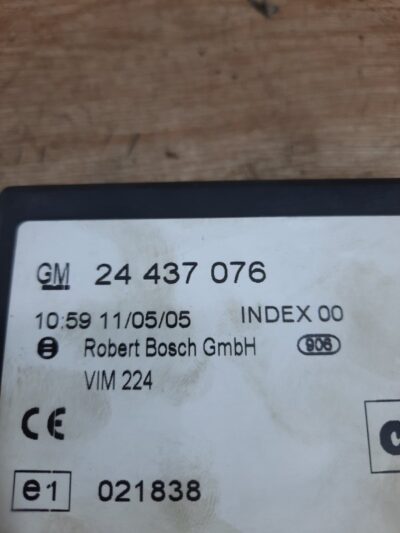 GM 24 437 076
10:59 11/05/05 INDEX 00
Robert Bosch GmbH 906
VIM 224
CE
e1 021838